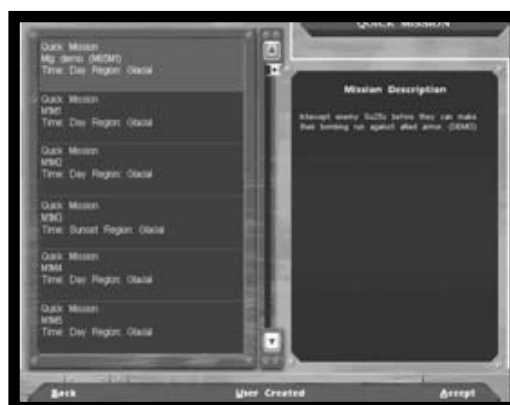 QUICK MISSION
Quick Mission
Mig demo (M6SM1)
Time: Day Region: Glacial
Quick Mission
M1M1
Time: Day Region: Glacial
Quick Mission
M1M2
Time: Day Region: Glacial
Quick Mission
M1M3
Time: Sunset Region: Glacial
Quick Mission
M1M4
Time: Day Region: Glacial
Quick Mission
M1M5
Time: Day Region: Glacial
Mission Description
Intercept enemy Su25s before they can make
their bombing run against allied armor. (DEMO)
Back
User Created
Accept